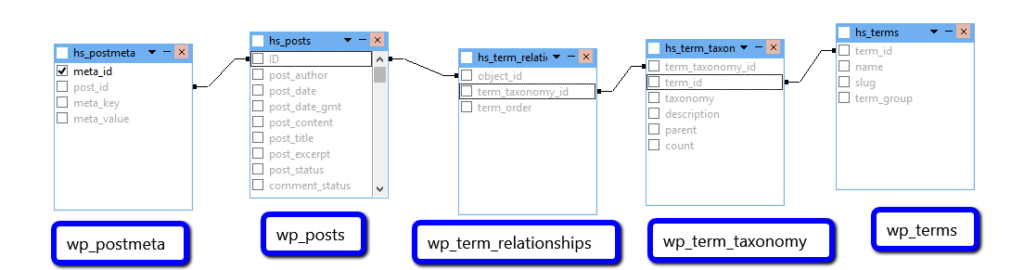 hs_postmeta
meta_id
post_id
meta_key
meta_value
wp_postmeta
hs_posts
ID
post_author
post_date
post_date_gmt
post_content
post_title
post_excerpt
post_status
comment_status
wp_posts
hs_term_relati
object_id
term_taxonomy_id
term_order
wp_term_relationships
hs_term_taxon
term_taxonomy_id
term_id
taxonomy
description
parent
count
wp_term_taxonomy
hs_terms
term_id
name
slug
term_group
wp_terms